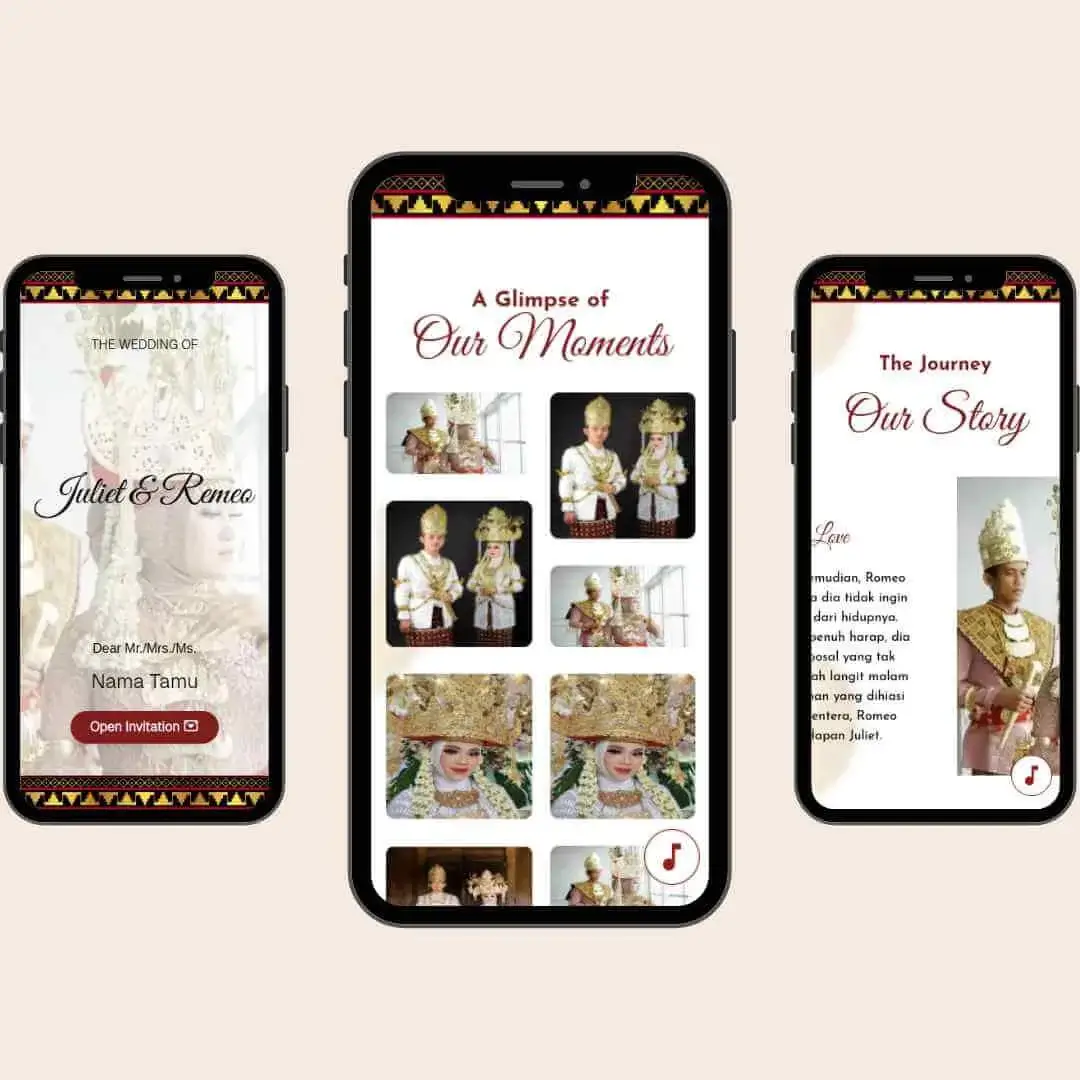 THE WEDDING OF
Juliet & Remeo
Dear Mr./Mrs./Ms.
Nama Tamu
Open Invitation
A Glimpse of
Our Moments
The Journey
Our Story
Love
emudian, Romeo
a dia tidak ingin
dari hidupnya.
penuh harap, dia
posal yang tak
ah langit malam
an yang dihiasi
entera, Romeo
dapan Juliet.